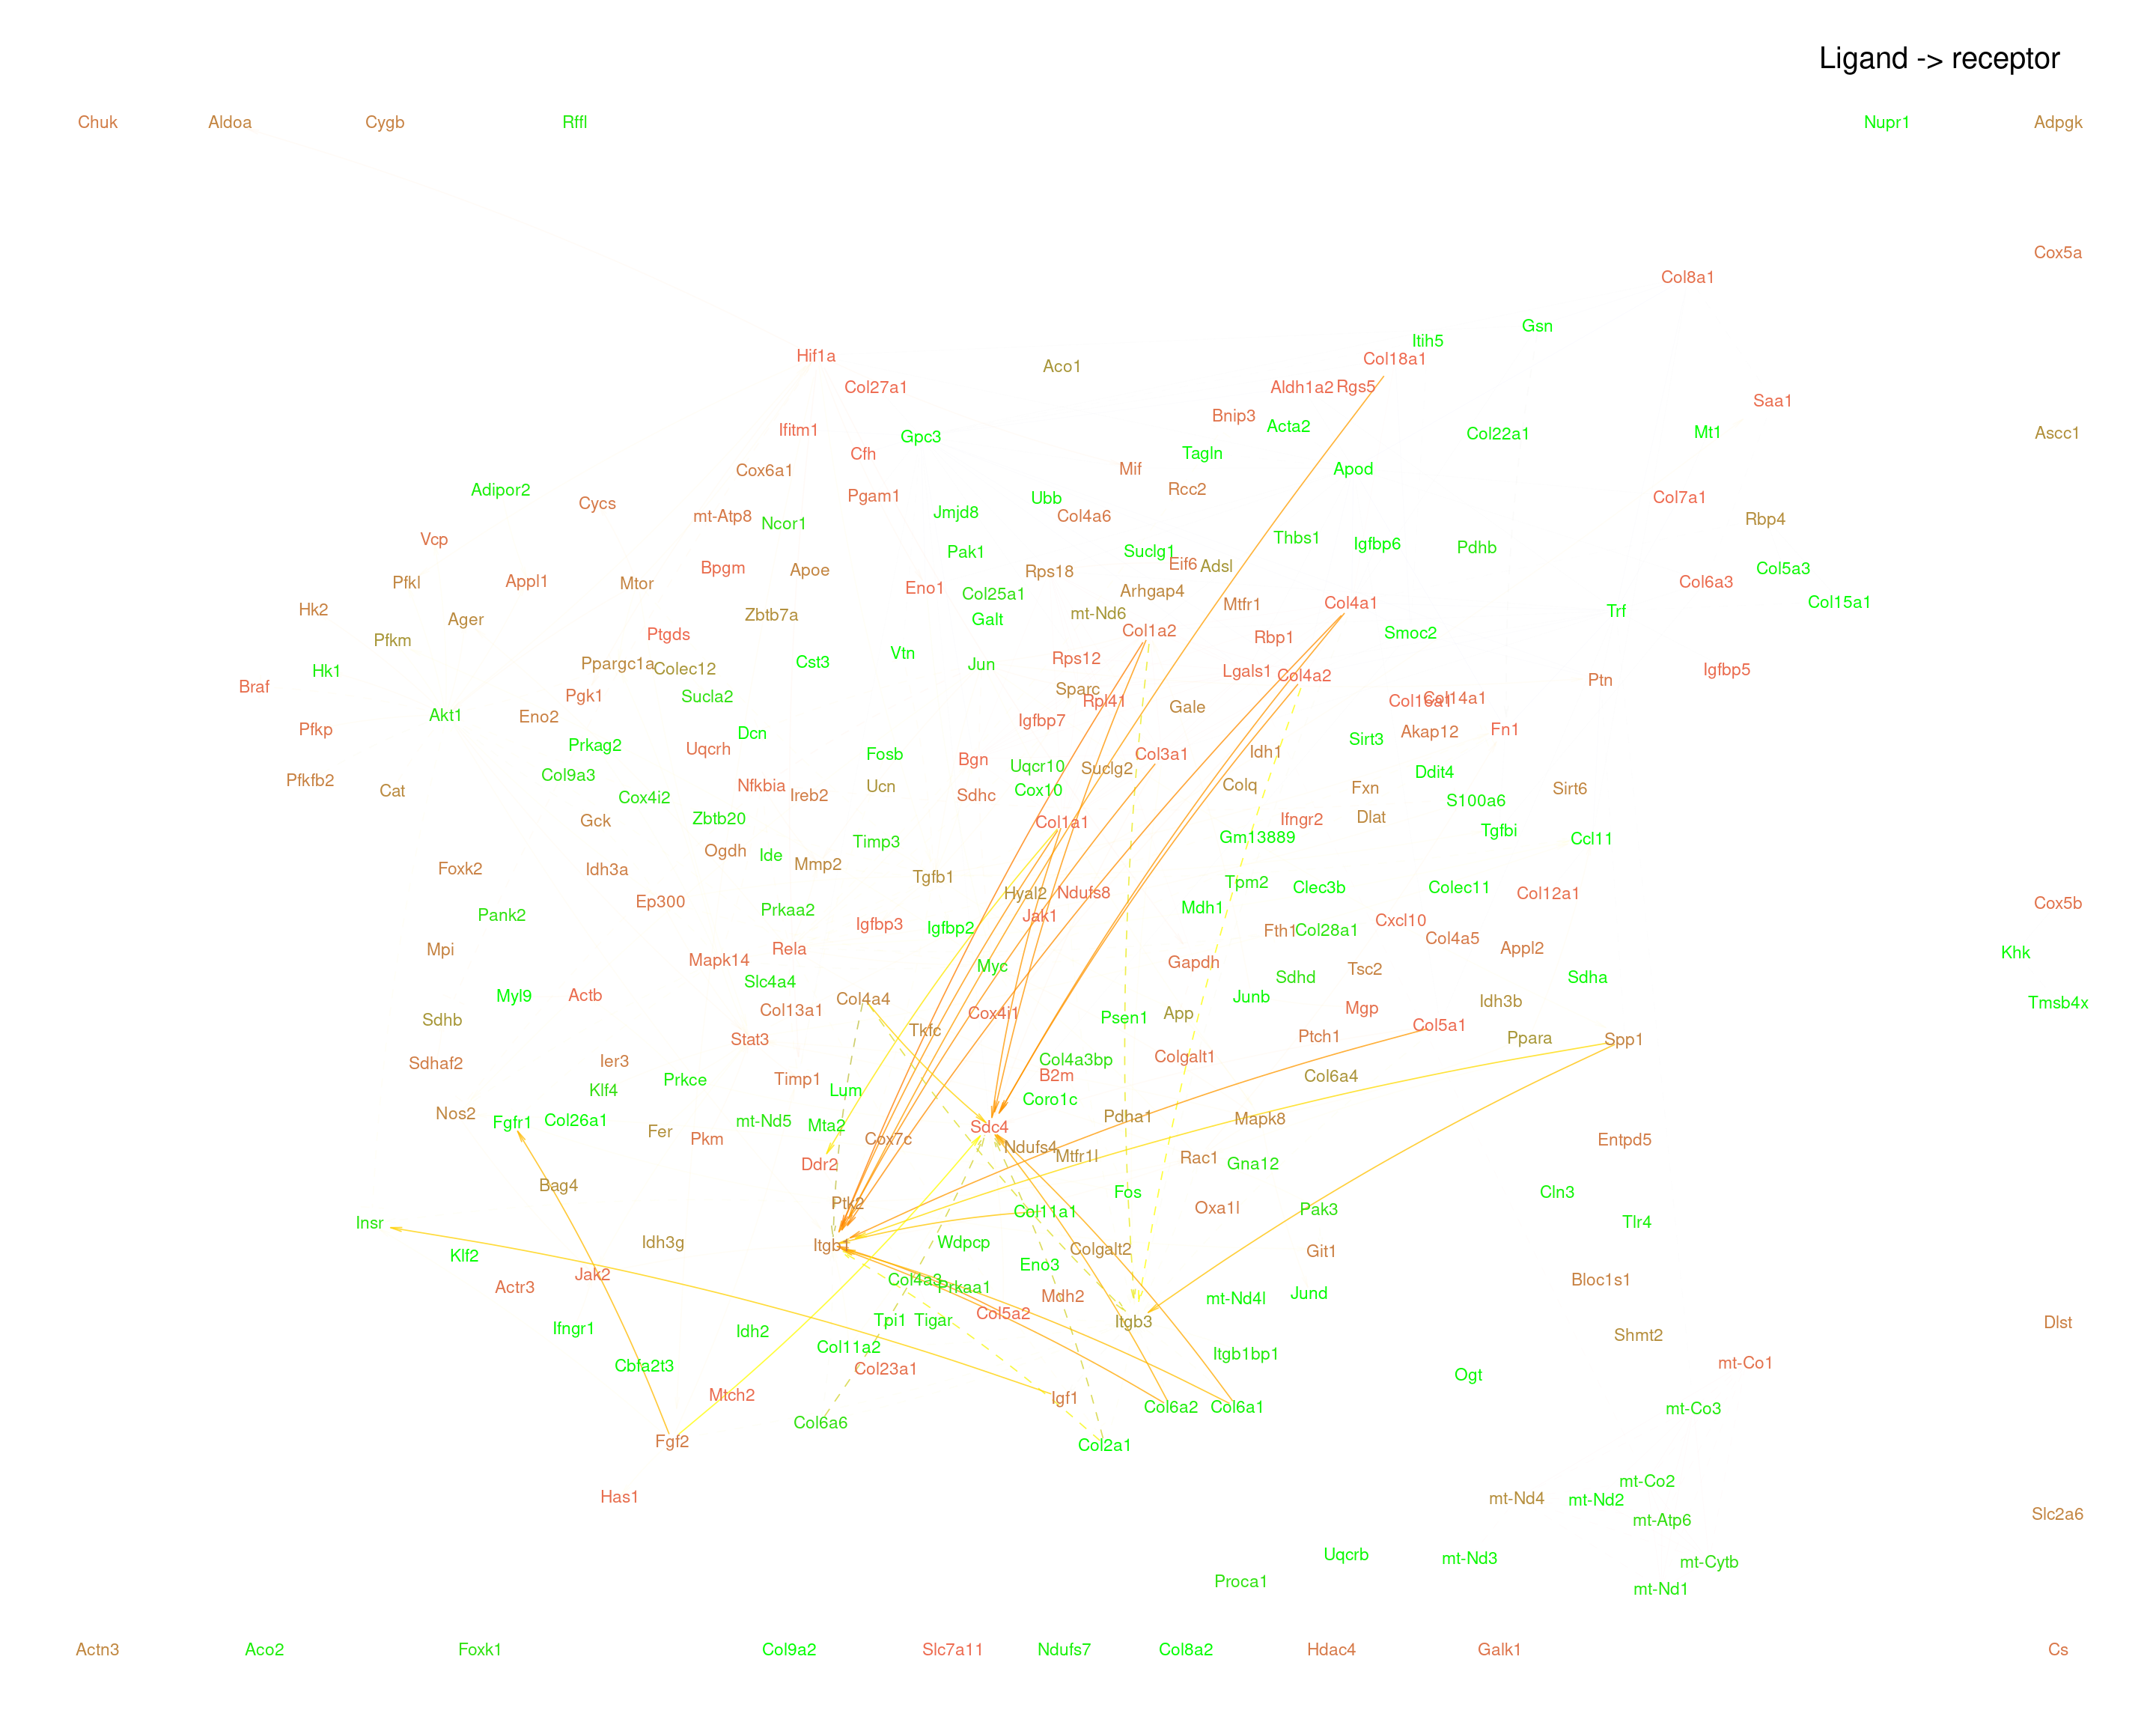 Ligand -> receptor
Chuk
Aldoa
Cygb
Rffl
Nupr1
Adpgk
Cox5a
Col8a1
Gsn
Itih5
Hif1a
Col18a1
Aco1
Col27a1
Aldh1a2
Rgs5
Saa1
Bnip3
Acta2
Ifitm1
Gpc3
Col22a1
Mt1
Ascc1
Cfh
Tagln
Cox6a1
Mif
Apod
Adipor2
Rcc2
Pgam1
Ubb
Col7a1
Cycs
mt-Atp8
Ncor1
Jmjd8
Col4a6
Rbp4
Vcp
Pak1
Suclg1
Thbs1
Igfbp6
Pdhb
Bpgm
Apoe
Rps18
Eif6
Adsl
Col5a3
Pfkl
Appl1
Mtor
Eno1
Col25a1
Arhgap4
Col6a3
Hk2
Ager
Zbtb7a
Galt
mt-Nd6
Mtfr1
Col4a1
Trf
Col15a1
Pfkm
Ptgds
Col1a2
Rbp1
Smoc2
Hk1
Ppargc1a
Colec12
Cst3
Vtn
Jun
Rps12
Lgals1
Col4a2
Ptn
Igfbp5
Braf
Pgk1
Sucla2
Sparc
Rpl41
Gale
Col16a1
Col14a1
Akt1
Eno2
Igfbp7
Pfkp
Prkag2
Uqcrh
Dcn
Fosb
Bgn
Col3a1
Idh1
Sirt3
Akap12
Fn1
Pfkfb2
Cat
Col9a3
Cox4i2
Nfkbia
Ireb2
Ucn
Sdhc
Uqcr10
Cox10
Suclg2
Colq
Fxn
Ddit4
Sirt6
Gck
Zbtb20
Col1a1
Ifngr2
Dlat
S100a6
Timp3
Gm13889
Tgfbi
Ccl11
Foxk2
Idh3a
Ogdh
Ide
Mmp2
Tgfb1
Hyal2
Ndufs8
Tpm2
Clec3b
Colec11
Col12a1
Pank2
Ep300
Prkaa2
Igfbp3
Igfbp2
Jak1
Mdh1
Fth1
Col28a1
Cxcl10
Cox5b
Mpi
Mapk14
Rela
Myc
Gapdh
Col4a5
Appl2
Khk
Myl9
Actb
Slc4a4
Col4a4
Sdhd
Tsc2
Sdha
Tmsb4x
Sdhb
Col13a1
Cox4i1
Psen1
App
Junb
Mgp
Idh3b
Stat3
Tkfc
Ptch1
Col5a1
Ppara
Spp1
Sdhaf2
Ier3
Timp1
Col4a3bp
Colgalt1
Klf4
Prkce
Lum
B2m
Col6a4
Nos2
Coro1c
Fgfr1
Col26a1
mt-Nd5
Mta2
Sdc4
Pdha1
Mapk8
Fer
Pkm
Cox7c
Ndufs4
Mtfr1l
Entpd5
Ddr2
Rac1
Gna12
Bag4
Ptk2
Fos
Cln3
Insr
Col11a1
Oxa1l
Pak3
Tlr4
Klf2
Idh3g
Itgb1
Wdpcp
Colgalt2
Git1
Actr3
Jak2
Col4a3
Prkaa1
Eno3
Bloc1s1
Ifngr1
Mdh2
mt-Nd4l
Jund
Idh2
Tpi1
Tigar
Col5a2
Itgb3
Shmt2
Dlst
Cbfa2t3
Col11a2
Itgb1bp1
mt-Co1
Mtch2
Col23a1
Ogt
Fgf2
Col6a6
Igf1
Col6a2
Col6a1
mt-Co3
Col2a1
Has1
mt-Nd4
mt-Co2
mt-Nd2
mt-Atp6
Slc2a6
Proca1
Uqcrb
mt-Nd3
mt-Cytb
mt-Nd1
Actn3
Aco2
Foxk1
Col9a2
Slc7a11
Ndufs7
Col8a2
Hdac4
Galk1
Cs